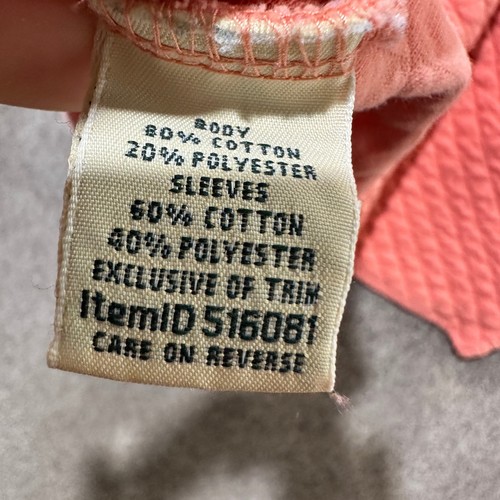 BODY
80% COTTON
20% POLYESTER
SLEEVES
60% COTTON
40% POLYESTER
EXCLUSIVE OF TRIM
ItemID 516081
CARE ON REVERSE